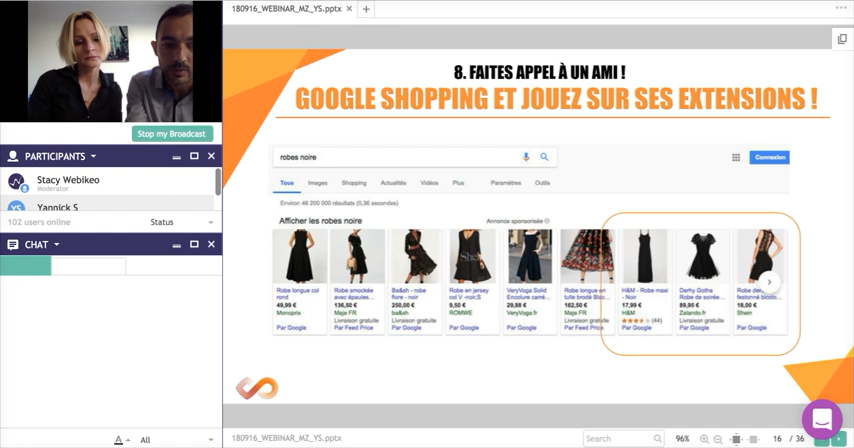 180916_WEBINAR_MZ_YS.pptx
Stop my Broadcast
PARTICIPANTS
Stacy Webikeo
Moderator
YS
Yannick S
102 users online
Status
CHAT
A
All
8. FAITES APPEL À UN AMI !
GOOGLE SHOPPING ET JOUEZ SUR SES EXTENSIONS !
robes noire
Connexion
Tous Images Shopping Actualités Vidéos Plus Paramètres Outils
Environ 46 200 000 résultats (0,36 secondes)
Afficher les robes noire
Annonce sponsorisée
Robe longue col rond
49,99 €
Monoprix
Par Google
Robe smockée avec épaules...
136,50 €
Maje FR
Livraison gratuite
Par Feed Price
Ba&sh - robe flore - noir
250,00 €
ba&sh
Livraison gratuite
Par Google
Robe en jersey col V -noir,S
9,50 €
ROMWE
Par Google
VeryVoga Solid Encolure carré...
29,88 €
VeryVoga.fr
Par Google
Robe longue en tulle brodé Blac...
162,50 €
Maje FR
Livraison gratuite
Par Feed Price
H&M - Robe maxi - Noir
17,99 €
H&M
(44)
Par Google
Derhy Gotha Robe de soirée...
89,95 €
Zalando.fr
Livraison gratuite
Par Google
festonné bicolo...
18,00 €
Shein
Par Google
180916_WEBINAR_MZ_YS.pptx
Search
96%
16 / 36